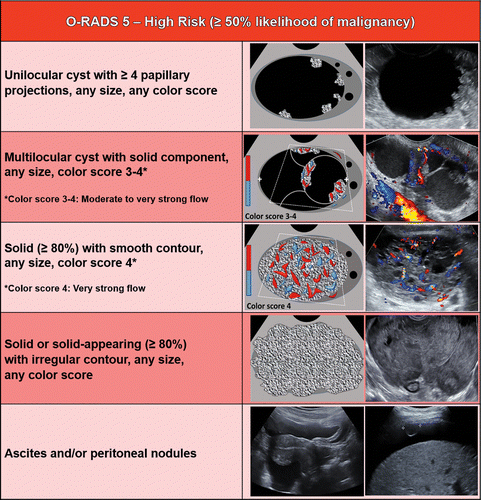 O-RADS 5 – High Risk (≥ 50% likelihood of malignancy)
Unilocular cyst with ≥ 4 papillary
projections, any size, any color score
Multilocular cyst with solid component,
any size, color score 3-4*
*Color score 3-4: Moderate to very strong flow
Color score 3-4
Solid (≥ 80%) with smooth contour,
any size, color score 4*
*Color score 4: Very strong flow
Color score 4
Solid or solid-appearing (≥ 80%)
with irregular contour, any size,
any color score
Ascites and/or peritoneal nodules